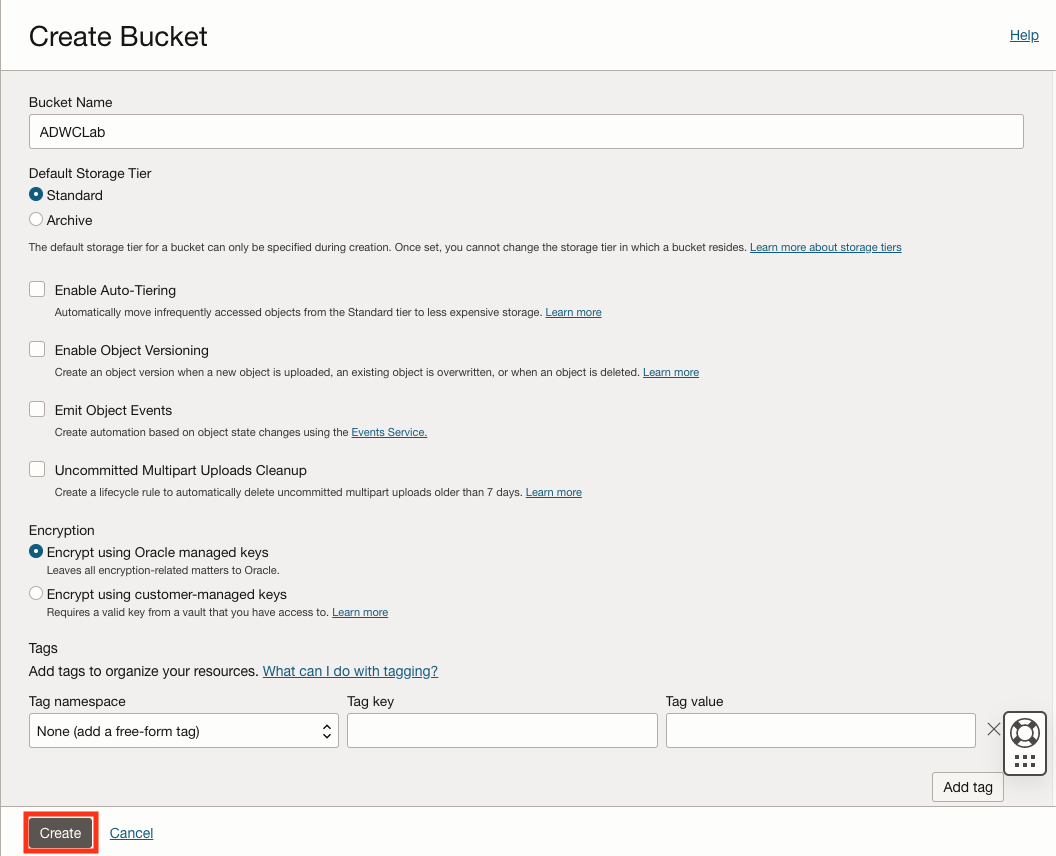 Create Bucket
Help
Bucket Name
ADWCLab
Default Storage Tier
Standard
Archive
The default storage tier for a bucket can only be specified during creation. Once set, you cannot change the storage tier in which a bucket resides. Learn more about storage tiers
Enable Auto-Tiering
Automatically move infrequently accessed objects from the Standard tier to less expensive storage. Learn more
Enable Object Versioning
Create an object version when a new object is uploaded, an existing object is overwritten, or when an object is deleted. Learn more
Emit Object Events
Create automation based on object state changes using the Events Service.
Uncommitted Multipart Uploads Cleanup
Create a lifecycle rule to automatically delete uncommitted multipart uploads older than 7 days. Learn more
Encryption
Encrypt using Oracle managed keys
Leaves all encryption-related matters to Oracle.
Encrypt using customer-managed keys
Requires a valid key from a vault that you have access to. Learn more
Tags
Add tags to organize your resources. What can I do with tagging?
Tag namespace Tag key Tag value
None (add a free-form tag)
Add tag
Create Cancel